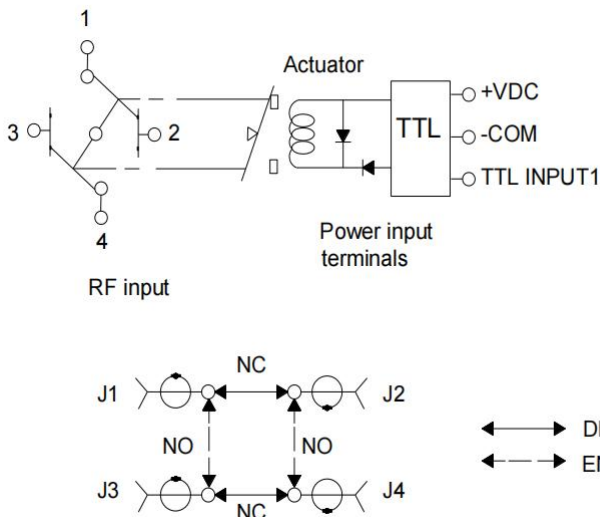 1
Actuator
+VDC
TTL
3
2
-COM
TTL INPUT1
4
Power input
terminals
RF input
NC
J1
J2
NO
NO
J3
J4
NC